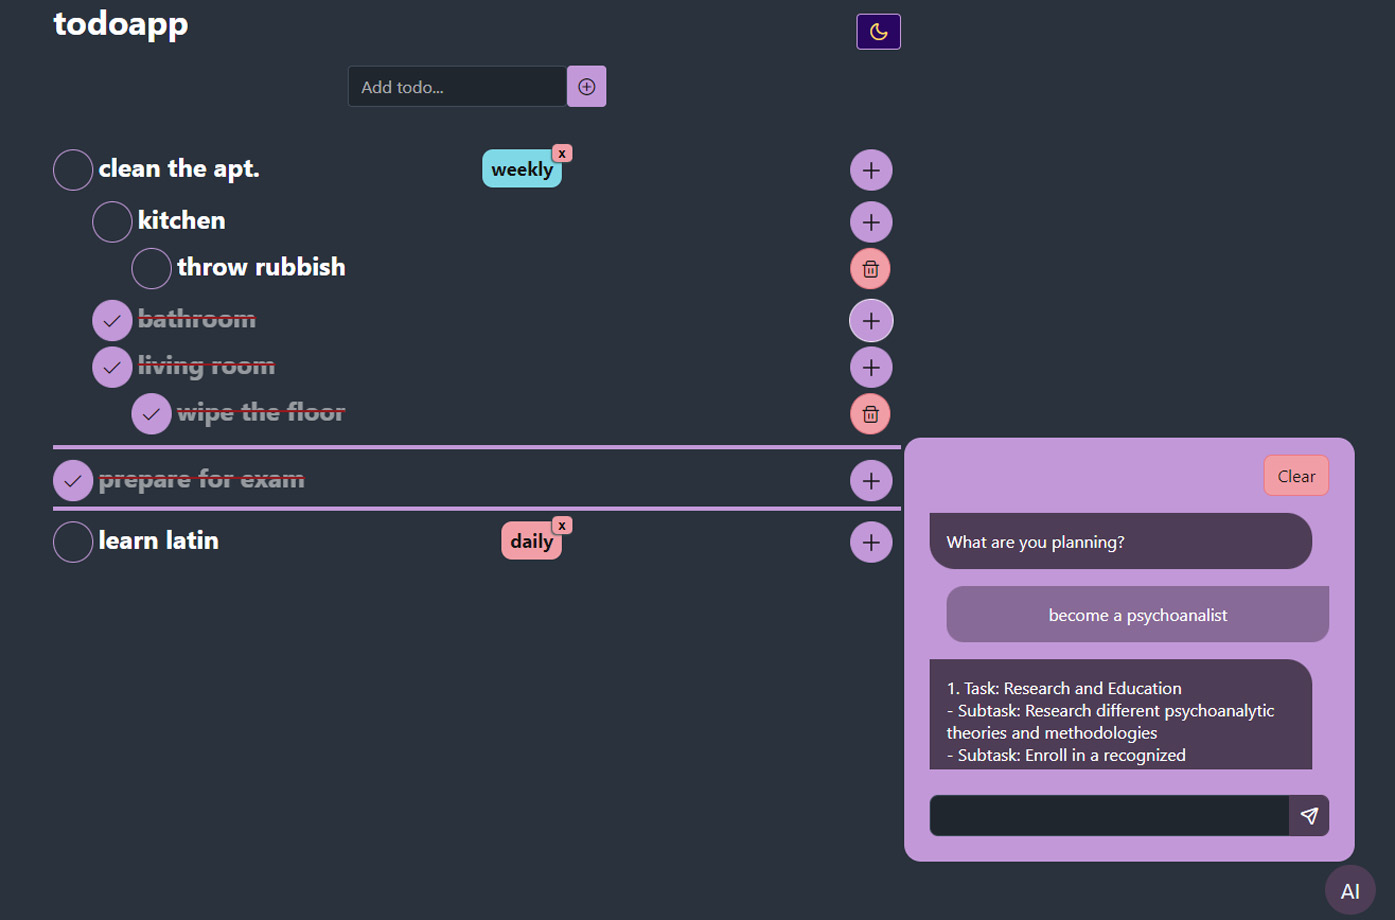 todoapp
Add todo...
clean the apt.
weekly
x
kitchen
throw rubbish
bathroom
living room
wipe the floor
prepare for exam
learn latin
daily
x
Clear
What are you planning?
become a psychoanalist
1. Task: Research and Education
- Subtask: Research different psychoanalytic
theories and methodologies
- Subtask: Enroll in a recognized
AI